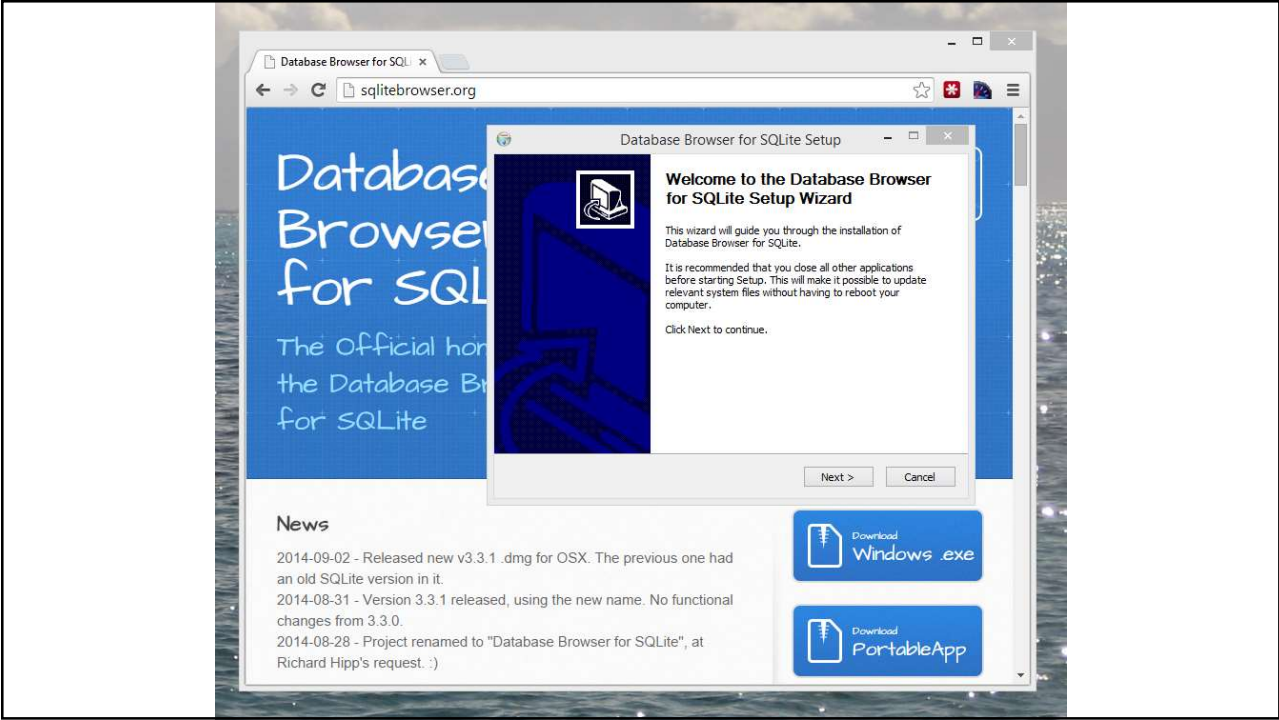 Database Browser for SQL
sqlitebrowser.org
Database Browser for SQLite Setup
Databas
Browse
for SQL
The Official ho
the Database B
for SQLite
Welcome to the Database Browser
for SQLite Setup Wizard
This wizard will guide you through the installation of
Database Browser for SQLite.
It is recommended that you close all other applications
before starting Setup. This will make it possible to update
relevant system files without having to reboot your
computer.
Click Next to continue.
Next >
Cancel
News
2014-09-02 - Released new v3.3.1 .dmg for OSX. The previous one had
an old SQLite version in it.
2014-08-31 - Version 3.3.1 released, using the new name. No functional
changes from 3.3.0.
2014-08-28 - Project renamed to "Database Browser for SQLite", at
Richard Hipp's request. :)
Download
Windows .exe
Download
PortableApp